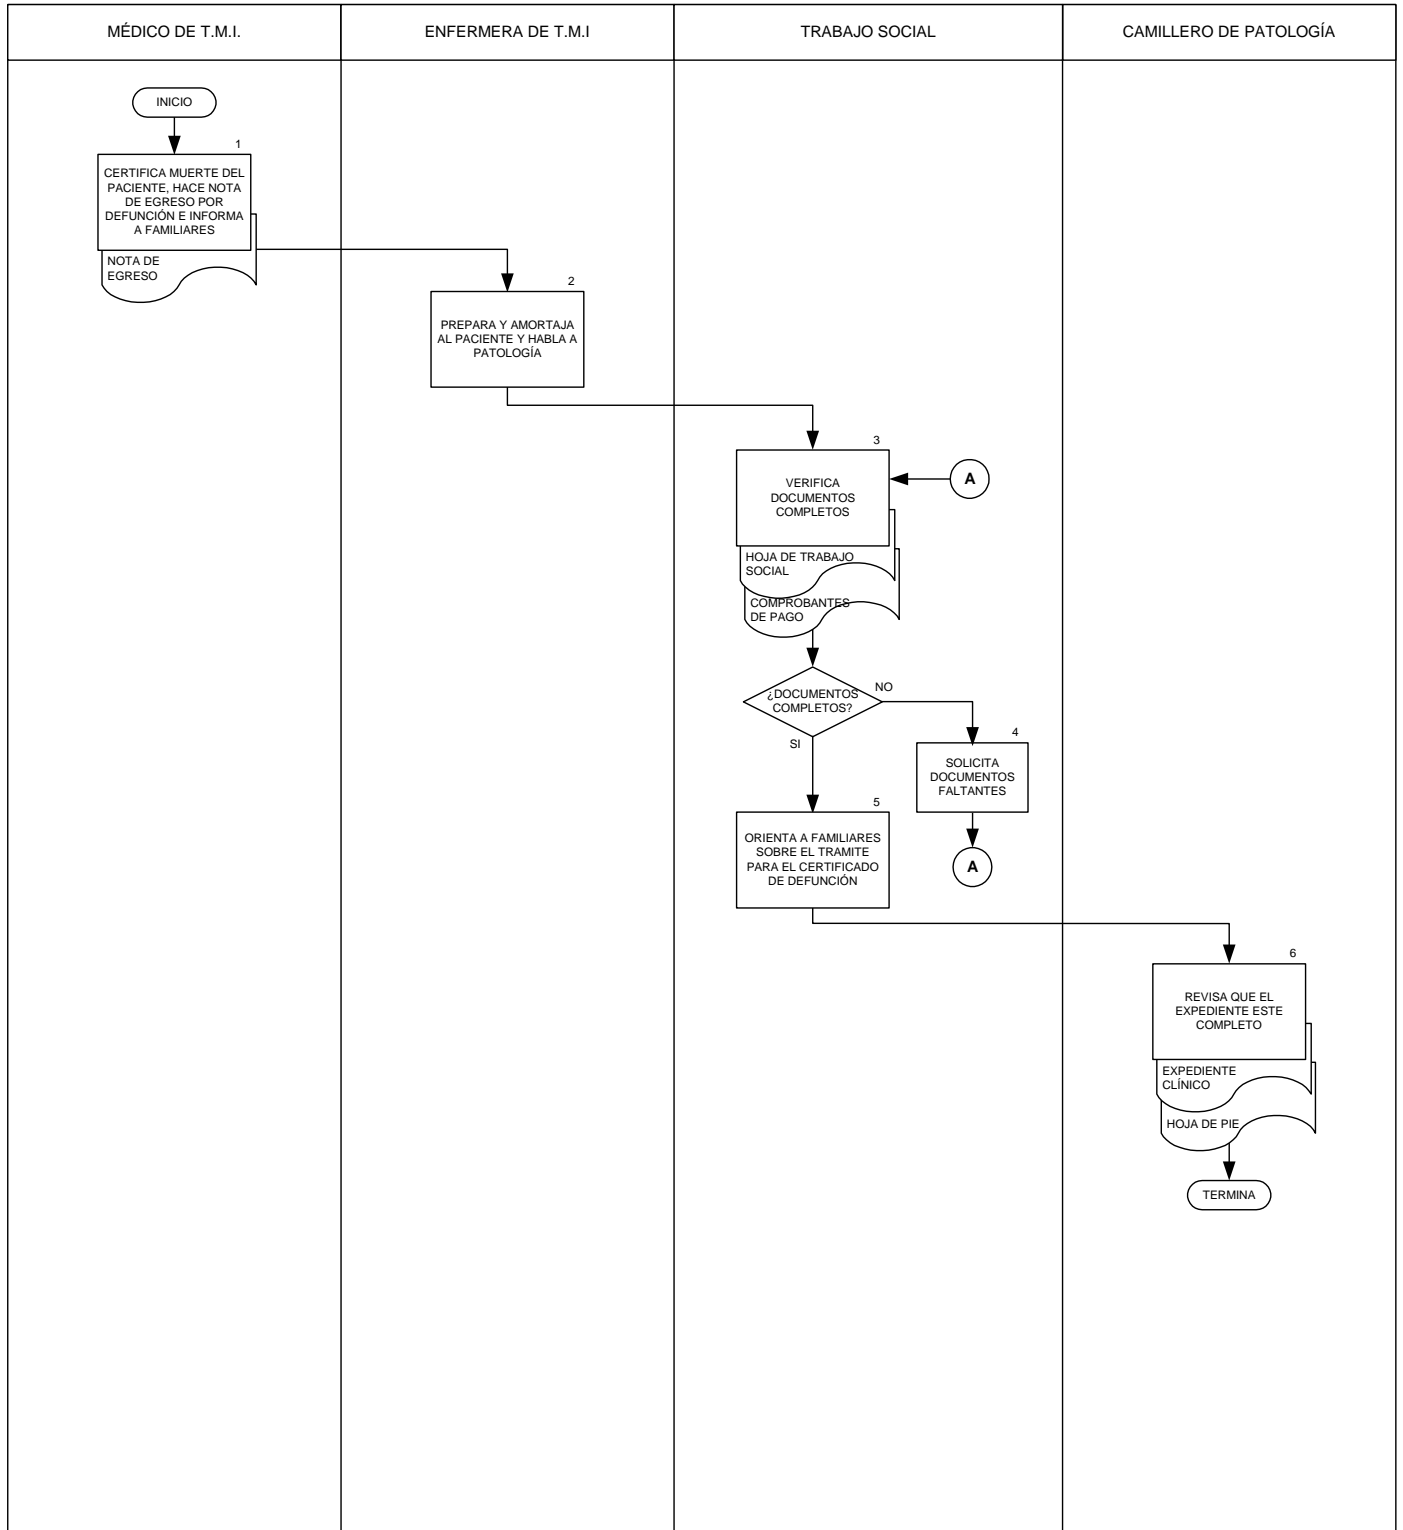 MÉDICO DE T.M.I.
ENFERMERA DE T.M.I
TRABAJO SOCIAL
CAMILLERO DE PATOLOGÍA
INICIO
1
CERTIFICA MUERTE DEL
PACIENTE, HACE NOTA
DE EGRESO POR
DEFUNCIÓN E INFORMA
A FAMILIARES
NOTA DE
EGRESO
2
PREPARA Y AMORTAJA
AL PACIENTE Y HABLA A
PATOLOGÍA
3
VERIFICA
DOCUMENTOS
COMPLETOS
A
HOJA DE TRABAJO
SOCIAL
COMPROBANTES
DE PAGO
¿DOCUMENTOS
COMPLETOS?
NO
SI
4
SOLICITA
DOCUMENTOS
FALTANTES
A
5
ORIENTA A FAMILIARES
SOBRE EL TRAMITE
PARA EL CERTIFICADO
DE DEFUNCIÓN
6
REVISA QUE EL
EXPEDIENTE ESTE
COMPLETO
EXPEDIENTE
CLÍNICO
HOJA DE PIE
TERMINA